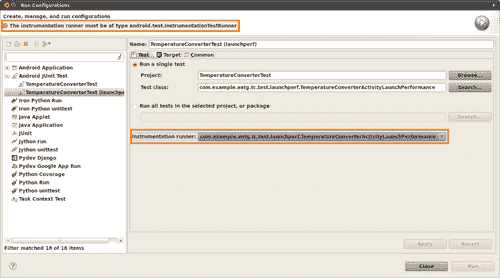 Run Configurations
Create, manage, and run configurations
The instrumentation runner must be of type android.test.InstrumentationTestRunner
Name: TemperatureConverterTest (launchperf)
Test Target Common
Run a single test
Project: TemperatureConverterTest Browse...
Test class: com.example.aatg.tc.test.launchperf.TemperatureConverterActivityLaunchPerformance Search...
Run all tests in the selected project, or package
Search...
Instrumentation runner: com.example.aatg.tc.test.launchperf.TemperatureConverterActivityLaunchPerformance
Android Application
Android JUnit Test
TemperatureConverterTest
TemperatureConverterTest (launchperf)
Iron Python Run
Iron Python unittest
Java Applet
Java Application
JUnit
Jython run
Jython unittest
Pydev Django
Pydev Google App Run
Python Coverage
Python Run
Python unittest
Task Context Test
Filter matched 18 of 18 items
Apply Revert
Close Run